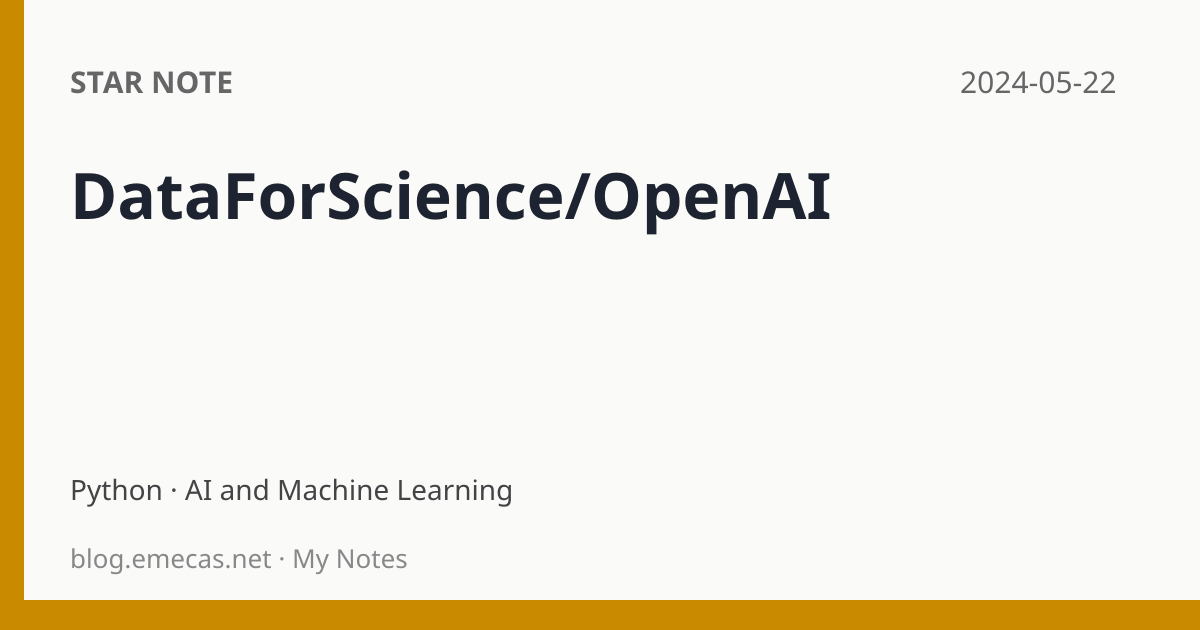 STAR NOTE
2024-05-22
DataForScience/OpenAI
Python · AI and Machine Learning
blog.emecas.net · My Notes